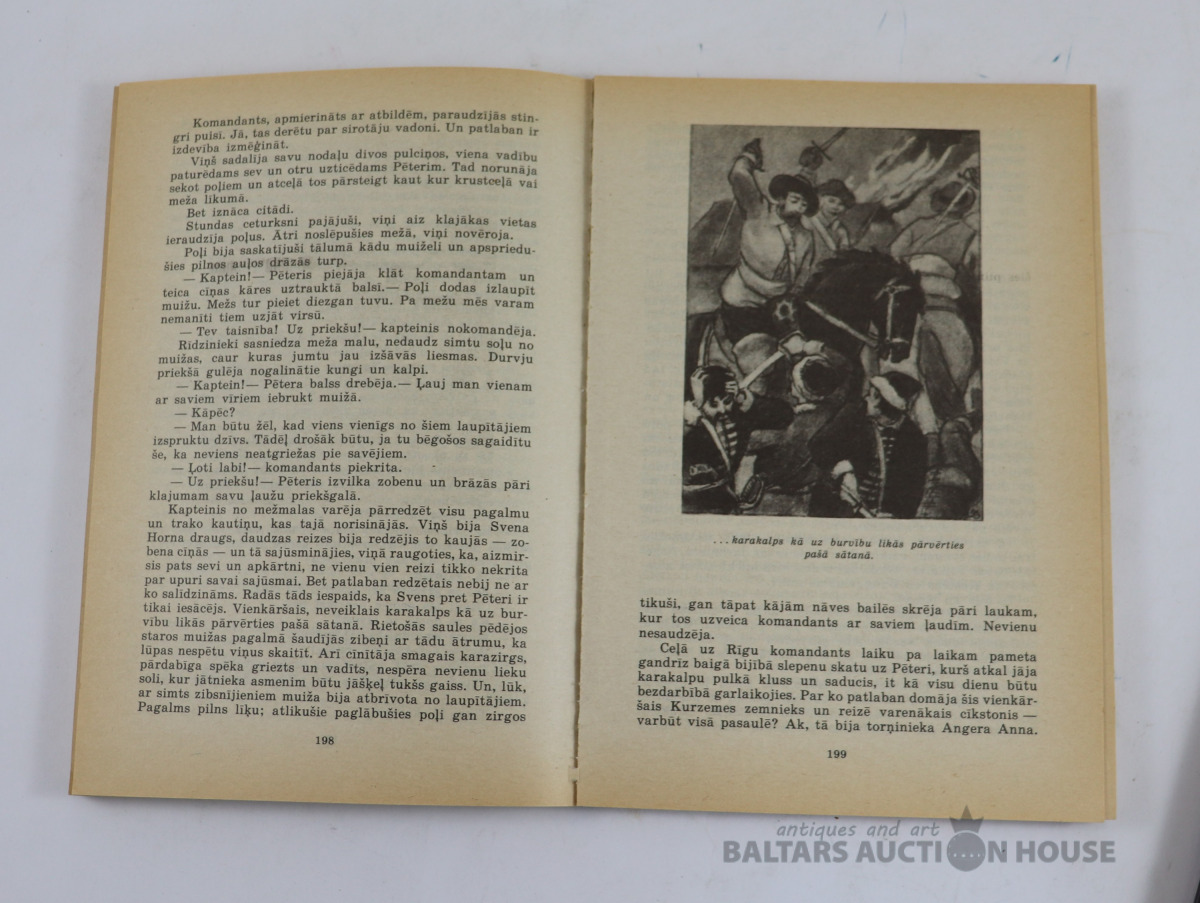 Komandants, apmierināts ar atbildēm, paraudzījās stin-
gri puisī. Jā, tas derētu par sirotāju vadoni. Un patlaban ir
izdevība izmēģināt.
Viņš sadalīja savu nodaļu divos pulciņos, viena vadību
paturēdams sev un otru uzticēdams Pēterim. Tad norunāja
sekot poļiem un atceļā tos pārsteigt kaut kur krustceļā vai
meža likumā.
Bet iznāca citādi.
Stundas ceturksni pajājuši, viņi aiz klajākas vietas
ieraudzīja poļus. Ātri noslēpušies mežā, viņi novēroja.
Poļi bija saskatījuši tālumā kādu muiželi un apspriedu-
šies pilnos auļos drāzās turp.
— Kaptein!— Pēteris piejāja klāt komandantam un
teica cīņas kāres uztrauktā balsī.— Poļi dodas izlaupīt
muižu. Mežs tur pieiet diezgan tuvu. Pa mežu mēs varam
nemanīti tiem uzjāt virsū.
— Tev taisnība! Uz priekšu!— kapteinis nokomandēja.
Rīdzinieki sasniedza meža malu, nedaudz simtu soļu no
muižas, caur kuras jumtu jau izšāvās liesmas. Durvju
priekšā gulēja nogalinātie kungi un kalpi.
— Kaptein!— Pētera balss drebēja.— Ļauj man vienam
ar saviem vīriem iebrukt muižā.
— Kāpēc?
— Man būtu žēl, kad viens vienīgs no šiem laupītājiem
izspruktu dzīvs. Tādēļ drošāk būtu, ja tu bēgošos sagaidītu
še, ka neviens neatgriežas pie savējiem.
— Ļoti labi!— komandants piekrita.
— Uz priekšu!— Pēteris izvilka zobenu un brāzās pāri
klajumam savu ļaužu priekšgalā.
Kapteinis no mežmalas varēja pārredzēt visu pagalmu
un trako kautiņu, kas tajā norisinājās. Viņš bija Svena
Horna draugs, daudzas reizes bija redzējis to kaujās — zo-
bena cīņās — un tā sajūsminājies, viņā raugoties, ka, aizmir-
sis pats sevi un apkārtni, ne vienu vien reizi tikko nekrita
par upuri savai sajūsmai. Bet patlaban redzētais nebij ne ar
ko salīdzināms. Radās tāds iespaids, ka Svens pret Pēteri ir
tikai iesācējs. Vienkāršais, neveiklais karakalps kā uz bur-
vību likās pārvērties pašā sātanā. Rietošās saules pēdējos
staros muižas pagalmā šaudījās zibeņi ar tādu ātrumu, ka
lūpas nespētu viņus skaitīt. Arī cīnītāja smagais karazirgs,
pārdabīga spēka griezts un vadīts, nespēra nevienu lieku
soli, kur jātnieka asmenim būtu jāšķeļ tukšs gaiss. Un, lūk,
ar simts zibsnījieniem muiža bija atbrīvota no laupītājiem.
Pagalms pilns līķu; atlikušie paglābušies poļi gan zirgos
198
...karakalps kā uz burvību likās pārvērties
pašā sātanā.
tikuši, gan tāpat kājām nāves bailēs skrēja pāri laukam,
kur tos uzveica komandants ar saviem ļaudīm. Nevienu
nesaudzēja.
Ceļā uz Rīgu komandants laiku pa laikam pameta
gandrīz baigā bijībā slepenu skatu uz Pēteri, kurš atkal jāja
karakalpu pulkā kluss un saducis, it kā visu dienu būtu
bezdarbībā garlaikojies. Par ko patlaban domāja šis vienkār-
šais Kurzemes zemnieks un reizē varenākais cīkstonis —
varbūt visā pasaulē? Ak, tā bija torņinieka Angera Anna.
199
antiques and art
BALTARS AUCTION HOUSE